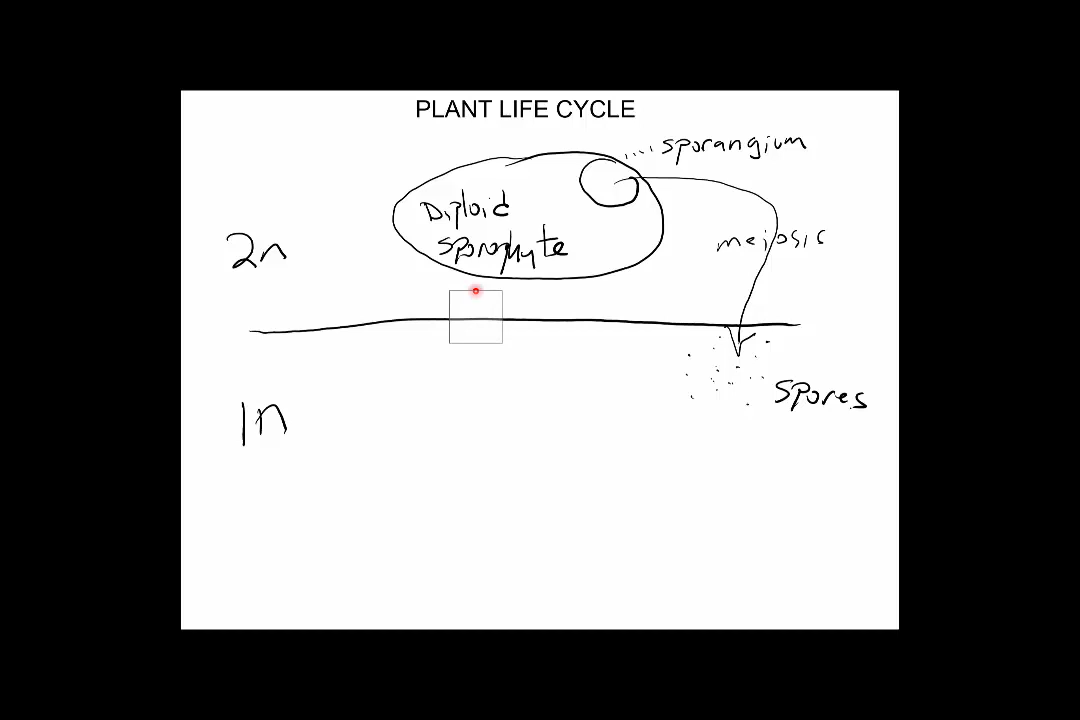 PLANT LIFE CYCLE
sporangium
Diploid
sporophyte
meiosis
2n
spores
1n